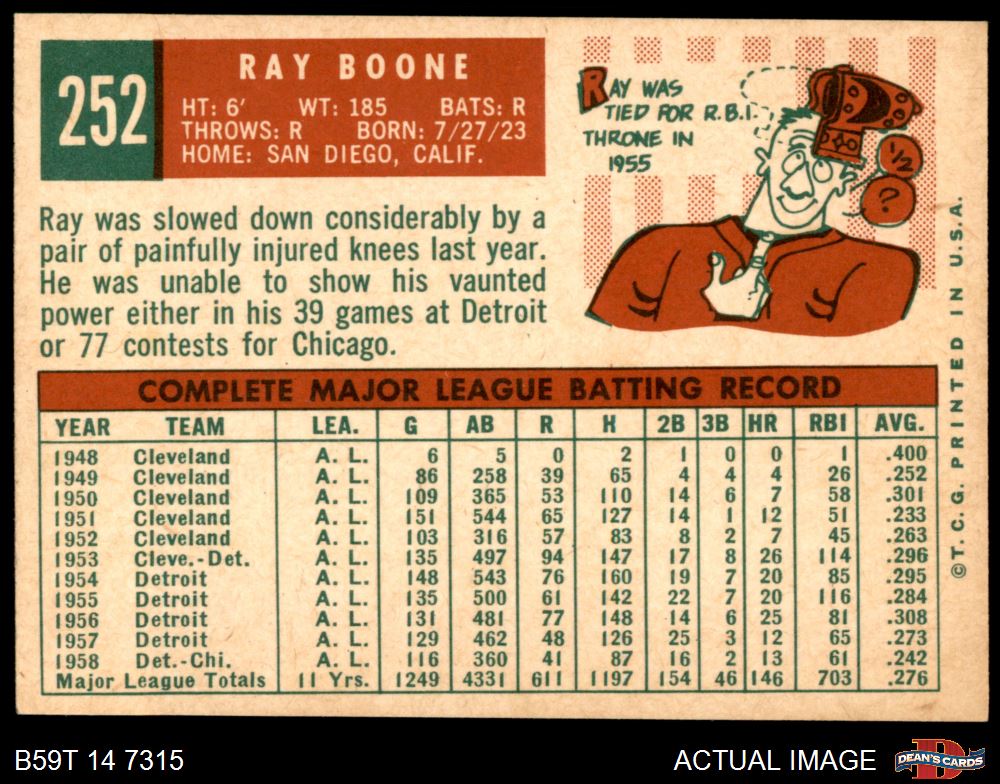 252
RAY BOONE
HT: 6' WT: 185 BATS: R
THROWS: R BORN: 7/27/23
HOME: SAN DIEGO, CALIF.
RAY WAS
TIED FOR R.B.I.
THRONE IN
1955
1/2
?
Ray was slowed down considerably by a
pair of painfully injured knees last year.
He was unable to show his vaunted
power either in his 39 games at Detroit
or 77 contests for Chicago.
COMPLETE MAJOR LEAGUE BATTING RECORD
YEAR TEAM LEA. G AB R H 2B 3B HR RBI AVG.
1948 Cleveland A. L. 6 5 0 2 1 0 0 1 .400
1949 Cleveland A. L. 86 258 39 65 4 4 4 26 .252
1950 Cleveland A. L. 109 365 53 110 14 6 7 58 .301
1951 Cleveland A. L. 151 544 65 127 14 1 12 51 .233
1952 Cleveland A. L. 103 316 57 83 8 2 7 45 .263
1953 Cleve.-Det. A. L. 135 497 94 147 17 8 26 114 .296
1954 Detroit A. L. 148 543 76 160 19 7 20 85 .295
1955 Detroit A. L. 135 500 61 142 22 7 20 116 .284
1956 Detroit A. L. 131 481 77 148 14 6 25 81 .308
1957 Detroit A. L. 129 462 48 126 25 3 12 65 .273
1958 Det.-Chi. A. L. 116 360 41 87 16 2 13 61 .242
Major League Totals 11 Yrs. 1249 4331 611 1197 154 46 146 703 .276
©T. C. G. PRINTED IN U.S.A.
B59T 14 7315
ACTUAL IMAGE
DEAN'S CARDS